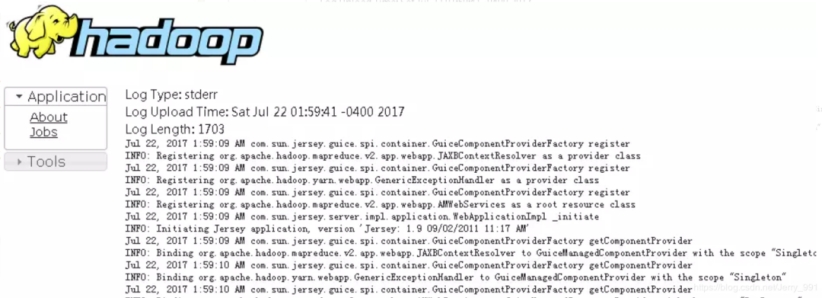 hadoop
Application
About
Jobs
Tools
Log Type: stderr
Log Upload Time: Sat Jul 22 01:59:41 -0400 2017
Log Length: 1703
Jul 22, 2017 1:59:09 AM com.sun.jersey.guice.spi.container.GuiceComponentProviderFactory register
INFO: Registering org.apache.hadoop.mapreduce.v2.app.webapp.JAXBContextResolver as a provider class
Jul 22, 2017 1:59:09 AM com.sun.jersey.guice.spi.container.GuiceComponentProviderFactory register
INFO: Registering org.apache.hadoop.yarn.webapp.GenericExceptionHandler as a provider class
Jul 22, 2017 1:59:09 AM com.sun.jersey.guice.spi.container.GuiceComponentProviderFactory register
INFO: Registering org.apache.hadoop.mapreduce.v2.app.webapp.AMWebServices as a root resource class
Jul 22, 2017 1:59:09 AM com.sun.jersey.server.impl.application.WebApplicationImpl _initiate
INFO: Initiating Jersey application, version 'Jersey: 1.9 09/02/2011 11:17 AM'
Jul 22, 2017 1:59:09 AM com.sun.jersey.guice.spi.container.GuiceComponentProviderFactory getComponentProvider
INFO: Binding org.apache.hadoop.mapreduce.v2.app.webapp.JAXBContextResolver to GuiceManagedComponentProvider with the scope "Singleto
Jul 22, 2017 1:59:10 AM com.sun.jersey.guice.spi.container.GuiceComponentProviderFactory getComponentProvider
INFO: Binding org.apache.hadoop.yarn.webapp.GenericExceptionHandler to GuiceManagedComponentProvider with the scope "Singleton"
Jul 22, 2017 1:59:10 AM com.sun.jersey.guice.spi.container.GuiceComponentProviderFactory getComponentProvider